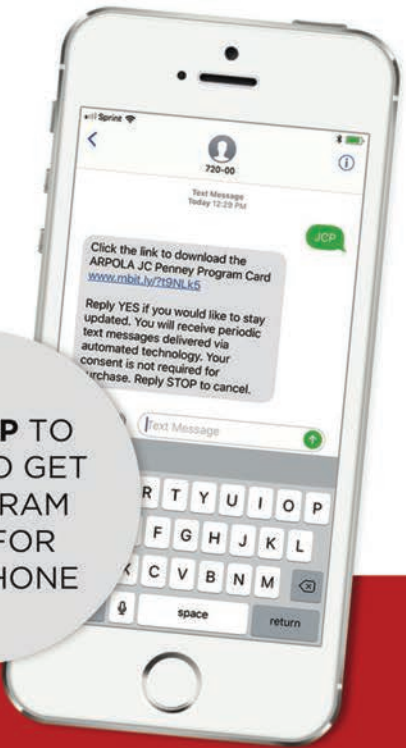 Sprint
720-00
Text Message
Today 12:29 PM
JCP
Click the link to download the
ARPOLA JC Penney Program Card
www.mbit.ly/?t9NLk5
Reply YES if you would like to stay
updated. You will receive periodic
text messages delivered via
automated technology. Your
consent is not required for
urchase. Reply STOP to cancel.
Text Message
R T Y U I O P
F G H J K L
C V B N M
space
return
P TO
GET
RAM
FOR
HONE